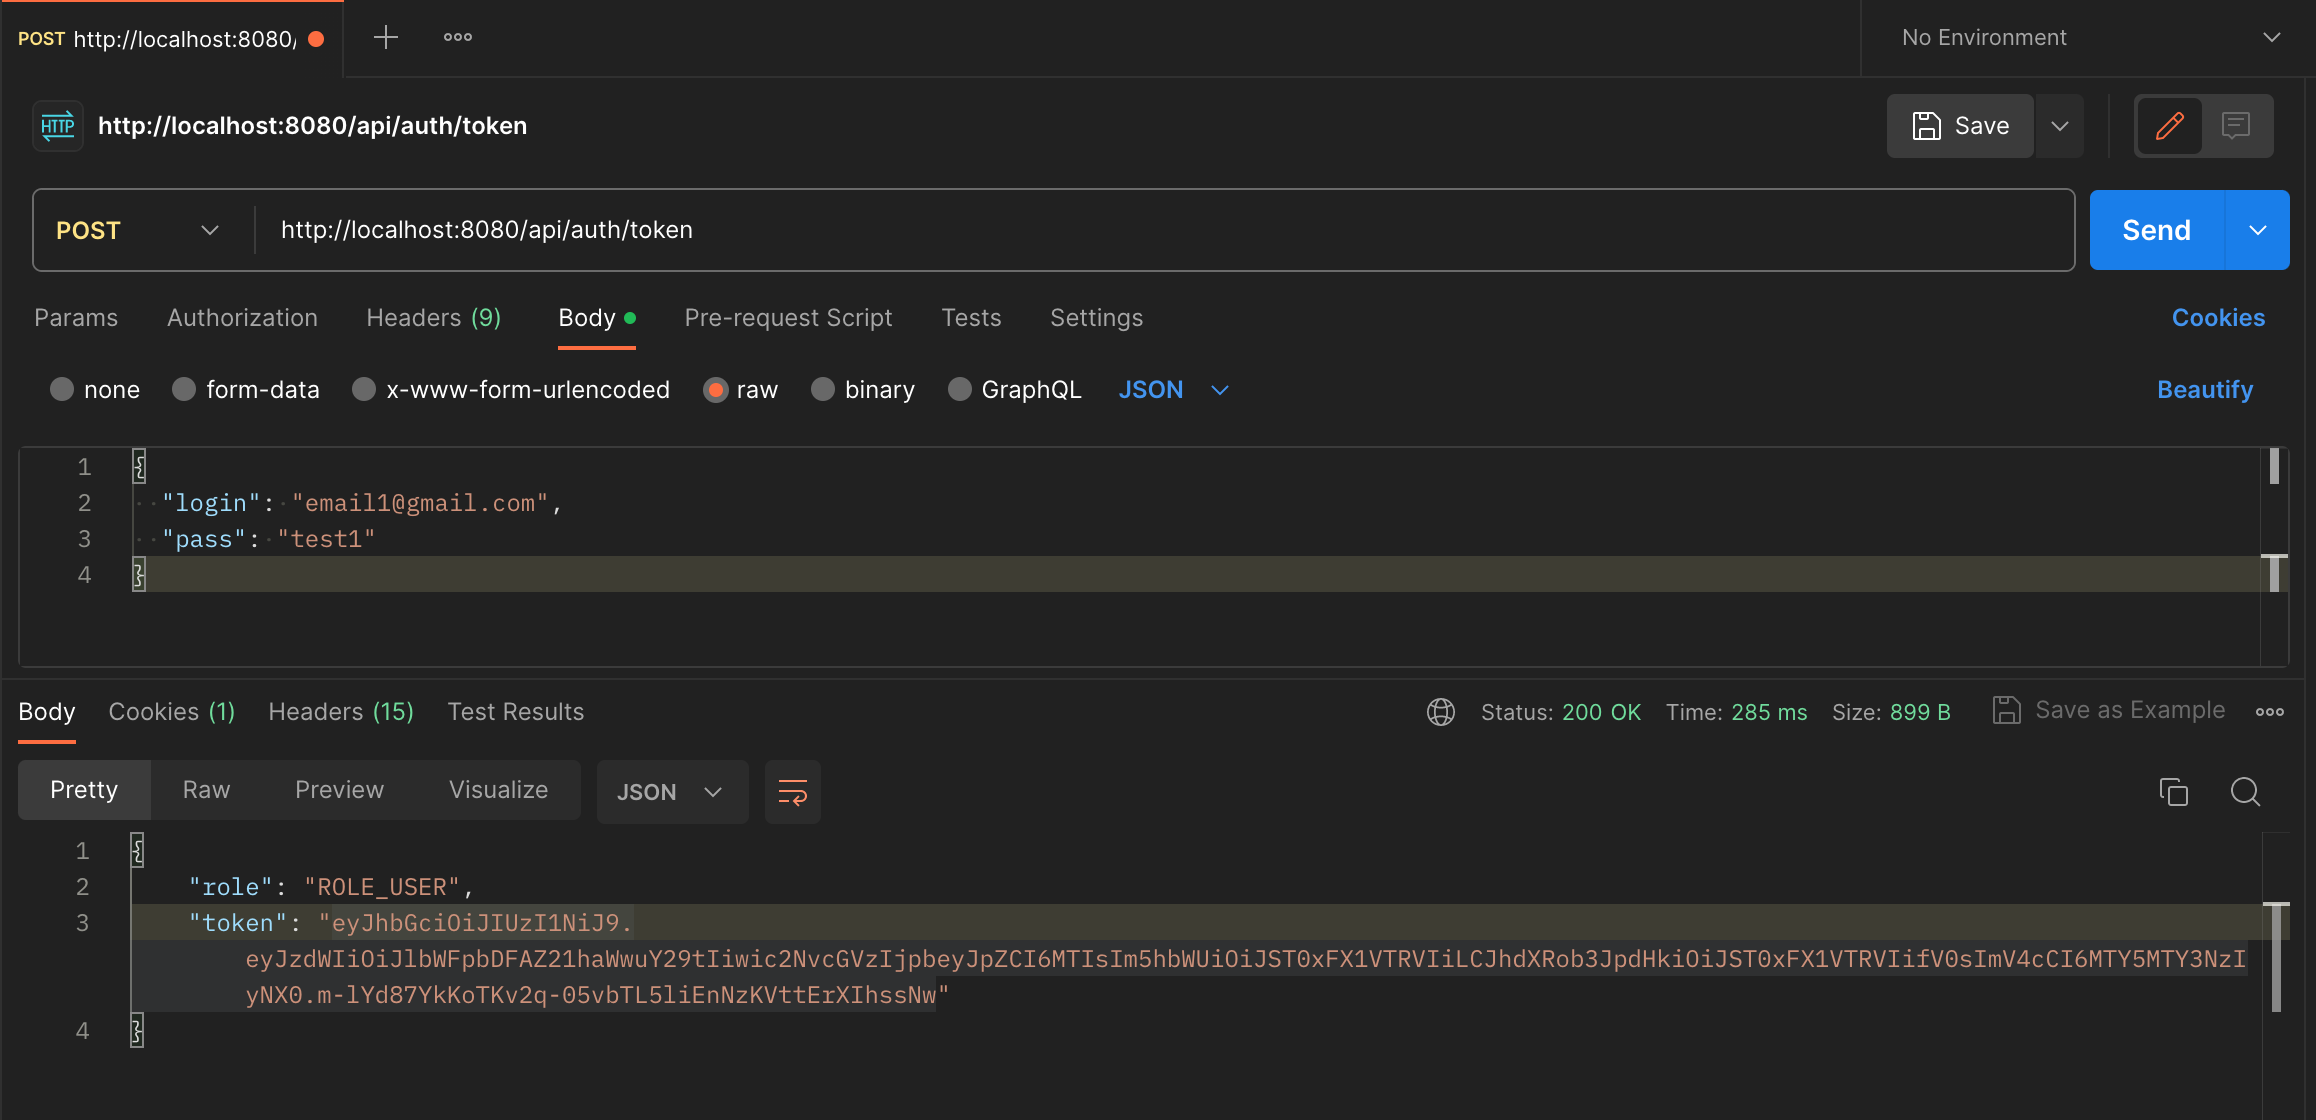 POST http://localhost:8080/
No Environment
HTTP http://localhost:8080/api/auth/token
Save
POST http://localhost:8080/api/auth/token
Send
Params Authorization Headers (9) Body Pre-request Script Tests Settings Cookies
none form-data x-www-form-urlencoded raw binary GraphQL JSON Beautify
1 {
2 "login": "email1@gmail.com",
3 "pass": "test1"
4 }
Body Cookies (1) Headers (15) Test Results Status: 200 OK Time: 285 ms Size: 899 B Save as Example
Pretty Raw Preview Visualize JSON
1 {
2 "role": "ROLE_USER",
3 "token": "eyJhbGciOiJIUzI1NiJ9.
eyJzdWIiOiJlbWFpbDFAZ21haWwuY29tIiwic2NvcGVzIjpbeyJpZCI6MTIsIm5hbWUiOiJST0xFX1VTRVIiLCJhdXRob3JpdHkiOiJST0xFX1VTRVIifV0sImV4cCI6MTY5MTY3NzI
yNX0.m-lYd87YkKoTKv2q-05vbTL5liEnNzKVttErXIhssNw"
4 }